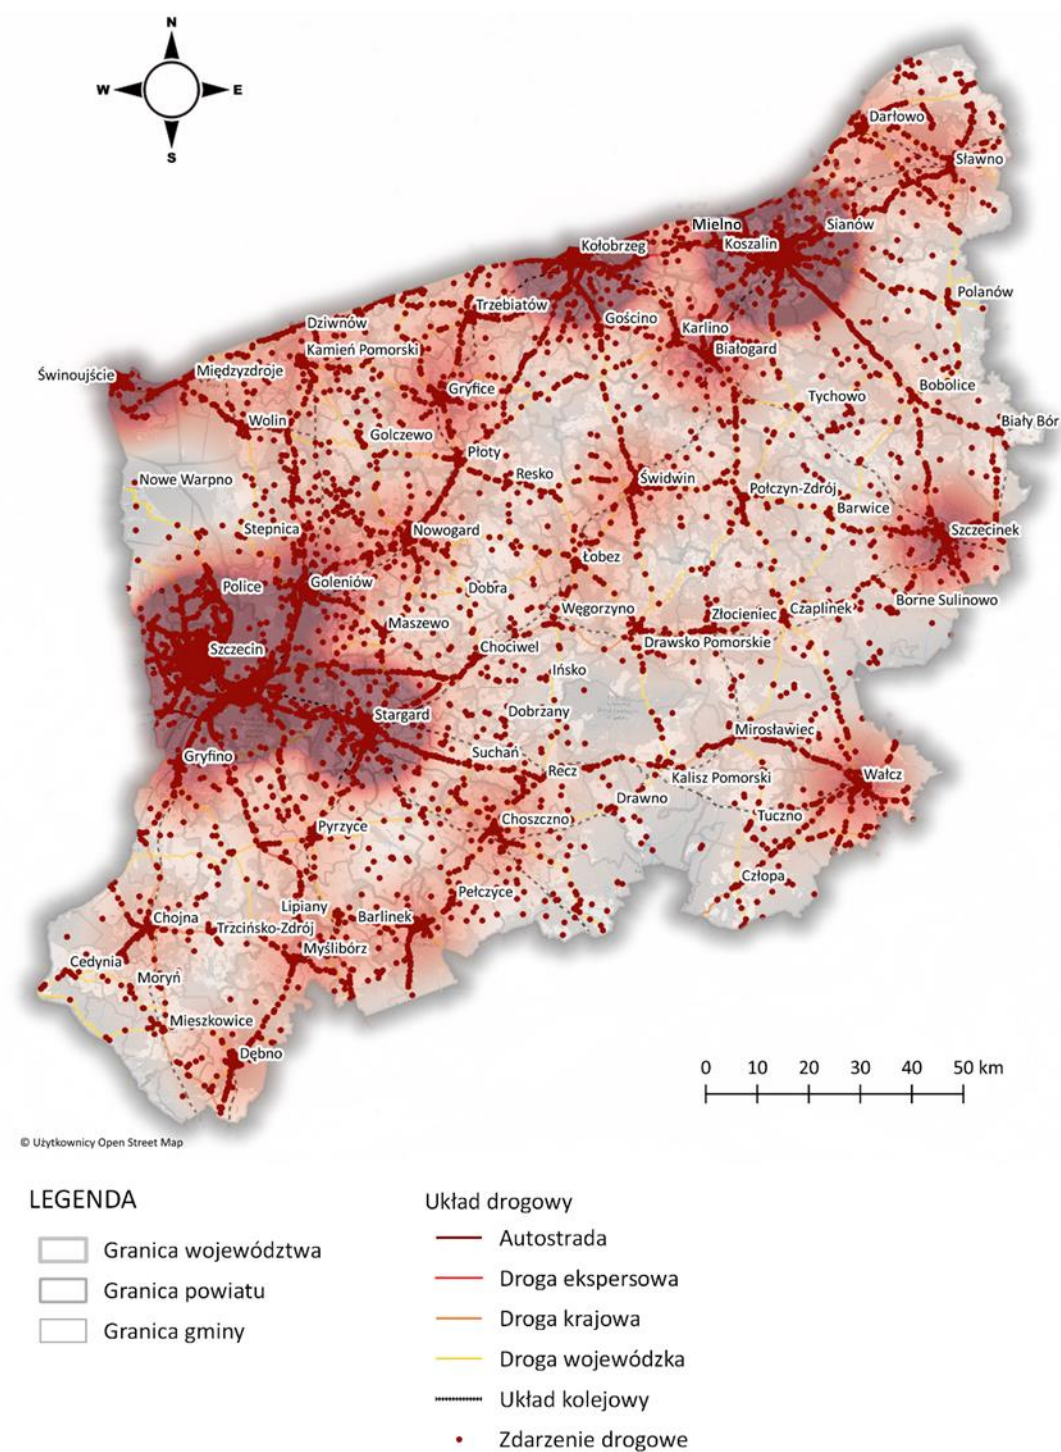 N
W E
S
Darłowo
Sławno
Mielno
Sianów
Koszalin
Kołobrzeg
Polanów
Trzebiatów
Gościno
Dziwnów
Karlino
Kamień Pomorski
Białogard
Świnoujście
Międzyzdroje
Gryfice
Bobolice
Tychowo
Wolin
Biały Bór
Golczewo
Płoty
Resko
Nowe Warpno
Świdwin
Połczyn-Zdrój
Barwice
Stepnica
Nowogard
Szczecinek
Łobez
Police
Goleniów
Dobra
Borne Sulinowo
Węgorzyno
Złocieniec
Czaplinek
Maszewo
Drawsko Pomorskie
Szczecin
Chociwel
Ińsko
Stargard
Dobrzany
Mirosławiec
Suchań
Gryfino
Recz
Kalisz Pomorski
Wałcz
Drawno
Choszczno
Tuczno
Pyrzyce
Człopa
Pełczyce
Lipiany
Chojna
Barlinek
Trzcińsko-Zdrój
Myślibórz
Cedynia
Moryń
Mieszkowice
Dębno
0 10 20 30 40 50 km
© Użytkownicy Open Street Map
LEGENDA
Granica województwa
Granica powiatu
Granica gminy
Układ drogowy
Autostrada
Droga ekspersowa
Droga krajowa
Droga wojewódzka
Układ kolejowy
Zdarzenie drogowe